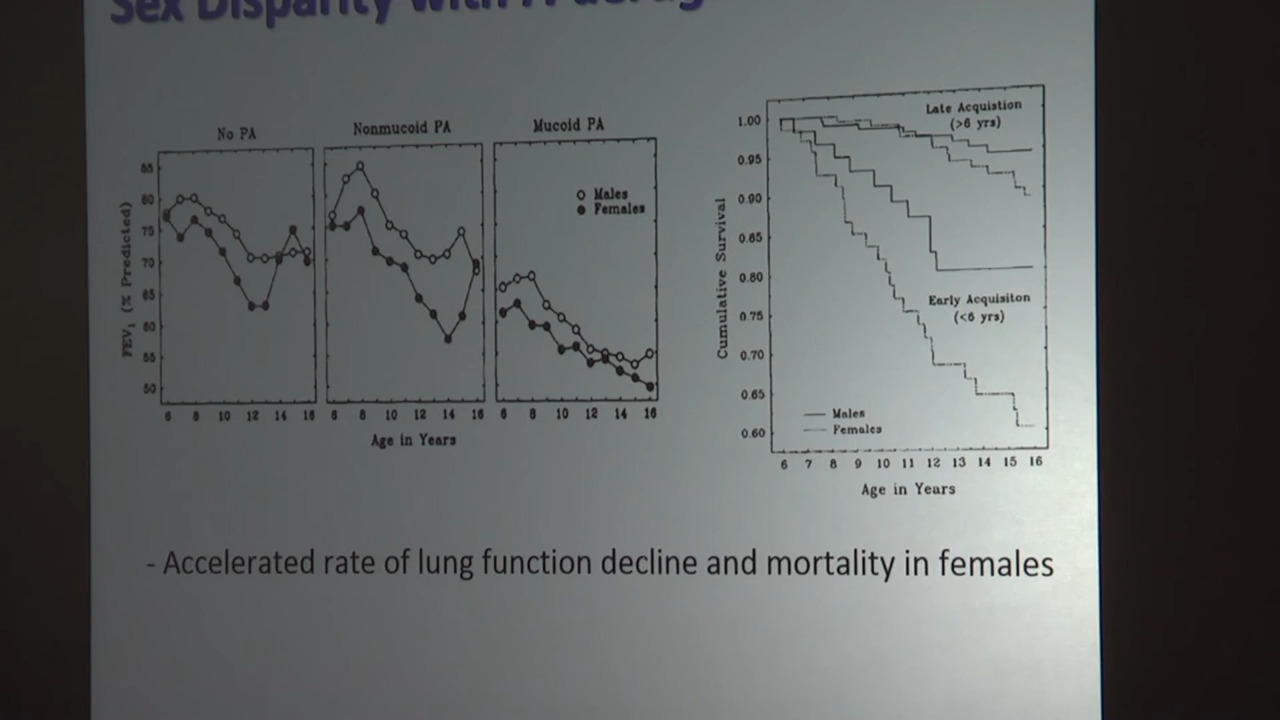 Sex Disparity with
No PA
Nonmucoid PA
Mucoid PA
Males
Females
FEV₁ (% Predicted)
85
80
75
70
65
60
55
50
6 8 10 12 14 16
6 8 10 12 14 16
6 8 10 12 14 16
Age in Years
Late Acquistion
(>6 yrs)
Cumulative Survival
1.00
0.95
0.90
0.85
0.80
0.75
0.70
0.65
0.60
Early Acquisiton
(<6 yrs)
Males
Females
6 7 8 9 10 11 12 13 14 15 16
Age in Years
- Accelerated rate of lung function decline and mortality in females